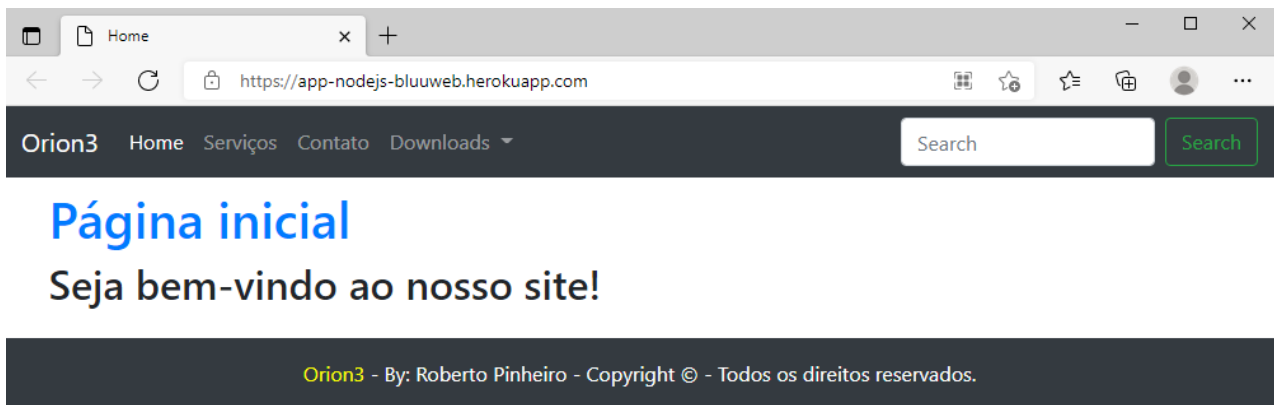 Home
https://app-nodejs-bluuweb.herokuapp.com
Orion3 Home Serviços Contato Downloads Search Search
Página inicial
Seja bem-vindo ao nosso site!
Orion3 - By: Roberto Pinheiro - Copyright © - Todos os direitos reservados.